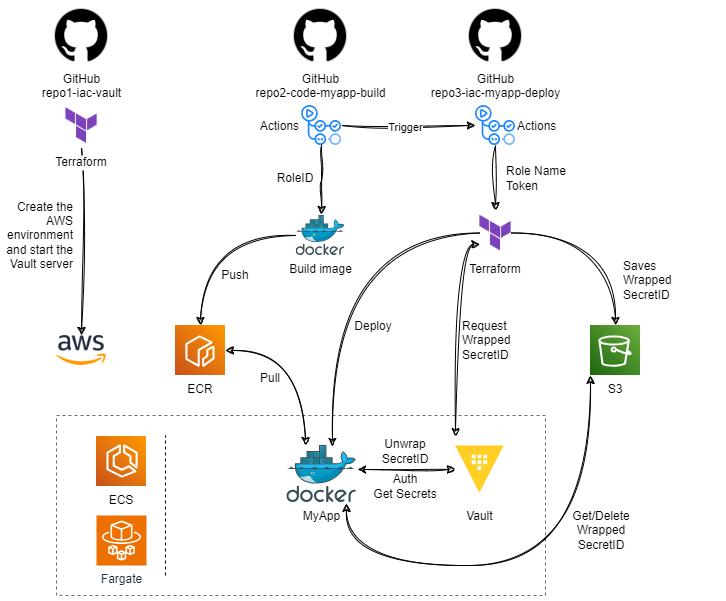 GitHub
repo1-iac-vault
GitHub
repo2-code-myapp-build
GitHub
repo3-iac-myapp-deploy
Terraform
Actions
Trigger
Actions
RoleID
Role Name
Token
Create the
AWS
environment
and start the
Vault server
docker
Build image
Terraform
Push
Saves
Wrapped
SecretID
aws
Deploy
Request
Wrapped
SecretID
ECR
Pull
S3
ECS
Fargate
docker
MyApp
Unwrap
SecretID
Auth
Get Secrets
Vault
Get/Delete
Wrapped
SecretID